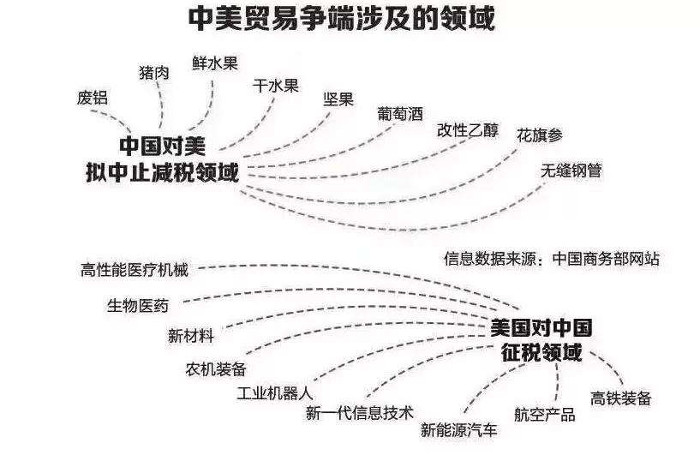 中美贸易争端涉及的领域
废铝
猪肉
鲜水果
干水果
坚果
葡萄酒
改性乙醇
花旗参
无缝钢管
中国对美
拟中止减税领域
信息数据来源：中国商务部网站
高性能医疗机械
生物医药
新材料
农机装备
工业机器人
新一代信息技术
新能源汽车
航空产品
高铁装备
美国对中国
征税领域